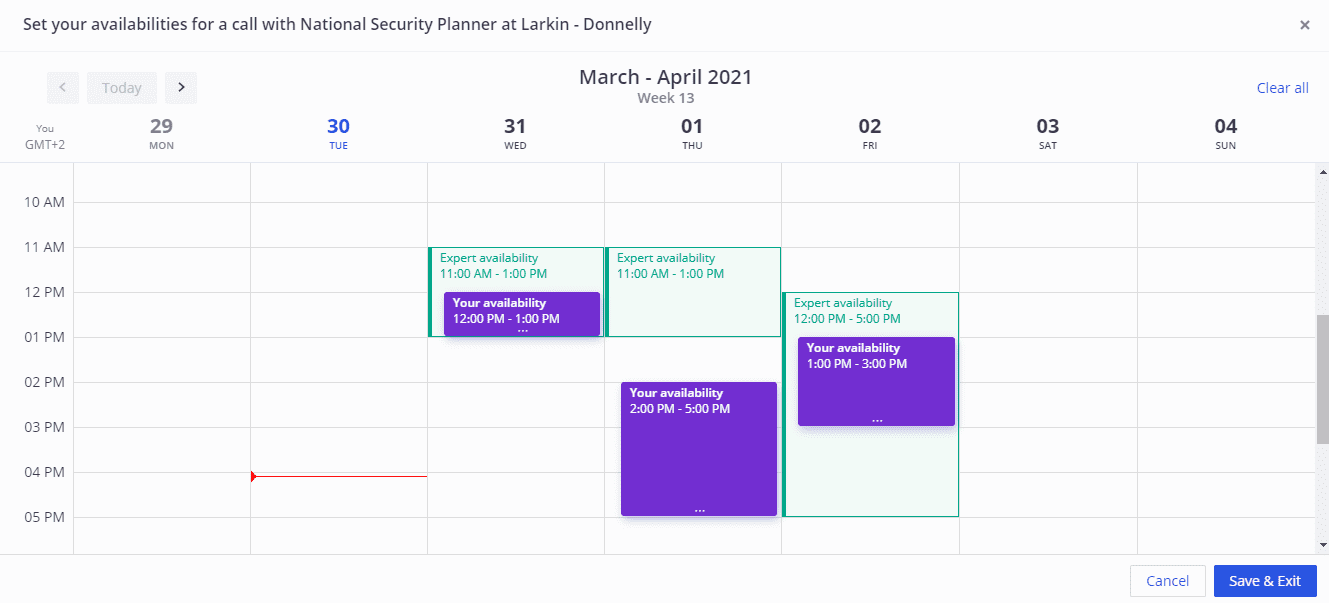 Set your availabilities for a call with National Security Planner at Larkin - Donnelly
Today
March - April 2021
Week 13
Clear all
You
GMT+2
29
MON
30
TUE
31
WED
01
THU
02
FRI
03
SAT
04
SUN
10 AM
11 AM
12 PM
01 PM
02 PM
03 PM
04 PM
05 PM
Expert availability
11:00 AM - 1:00 PM
Your availability
12:00 PM - 1:00 PM
...
Expert availability
11:00 AM - 1:00 PM
Your availability
2:00 PM - 5:00 PM
...
Expert availability
12:00 PM - 5:00 PM
Your availability
1:00 PM - 3:00 PM
...
Cancel
Save & Exit